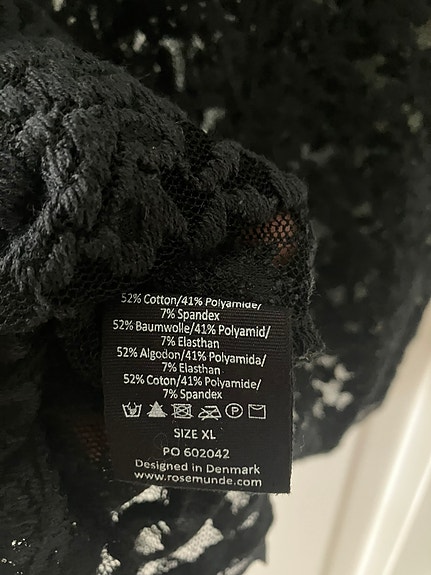 52% Cotton/41% Polyamide/
7% Spandex
52% Baumwolle/41% Polyamid/
7% Elasthan
52% Algodon/41% Polyamida/
7% Elasthan
52% Coton/41% Polyamide/
7% Spandex
P
SIZE XL
PO 602042
Designed in Denmark
www.rosemunde.com